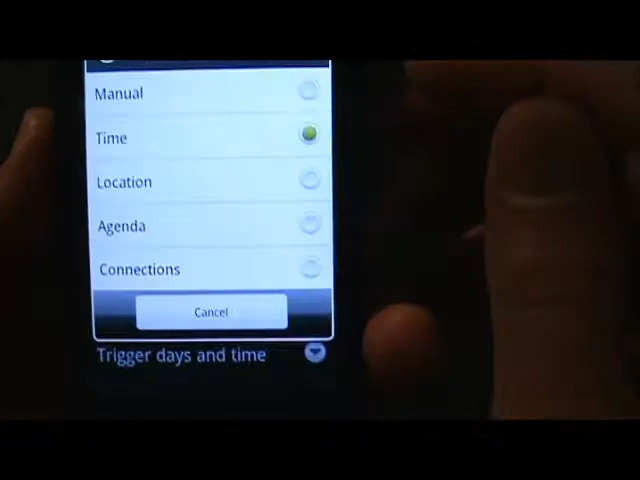 Manual
Time
Location
Agenda
Connections
Cancel
Trigger days and time